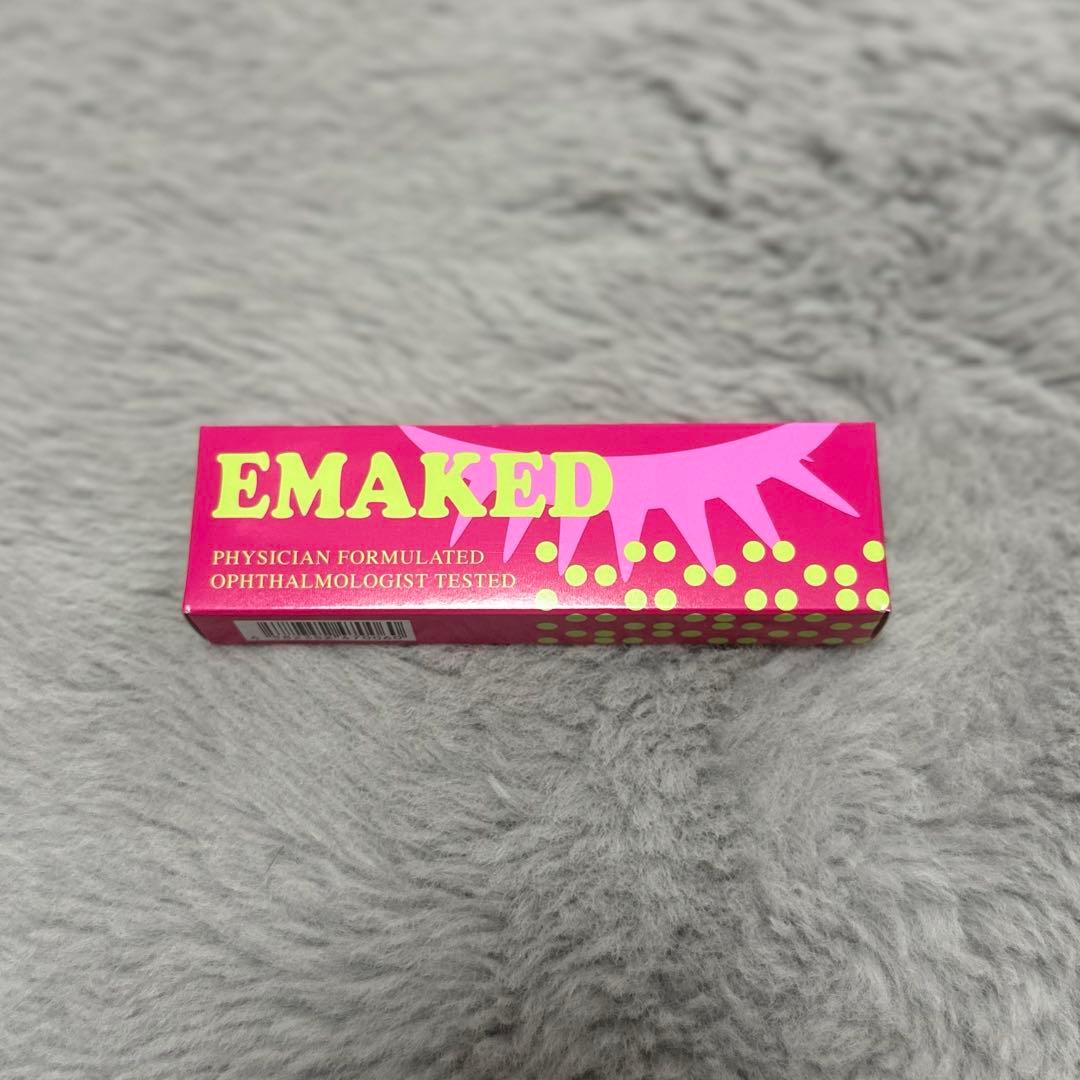 EMAKED
PHYSICIAN FORMULATED
OPHTHALMOLOGIST TESTED